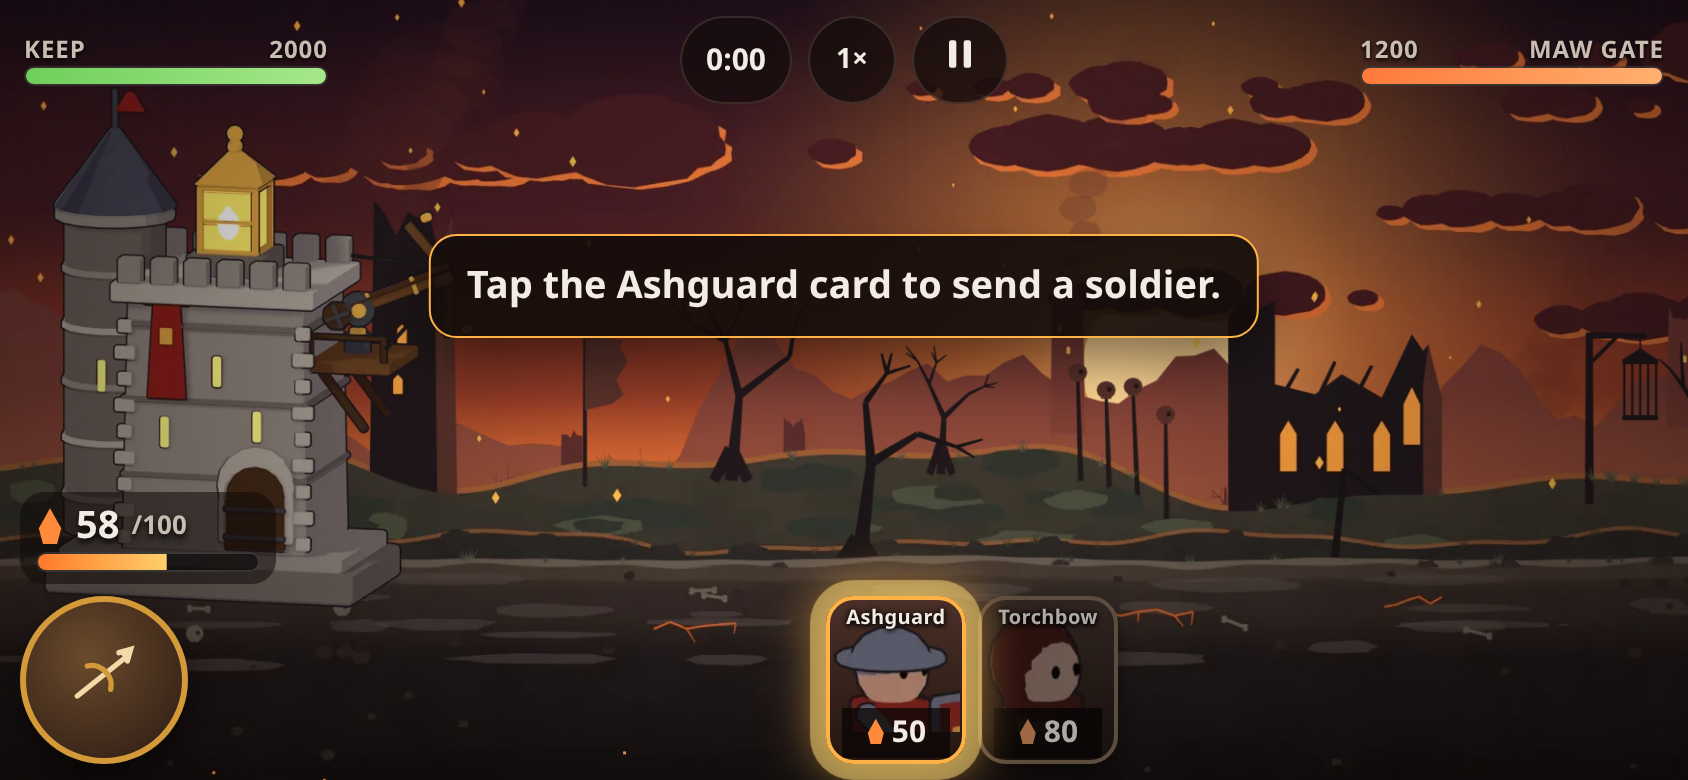 KEEP 2000
0:00
1×
1200 MAW GATE
Tap the Ashguard card to send a soldier.
58 /100
Ashguard
50
Torchbow
80